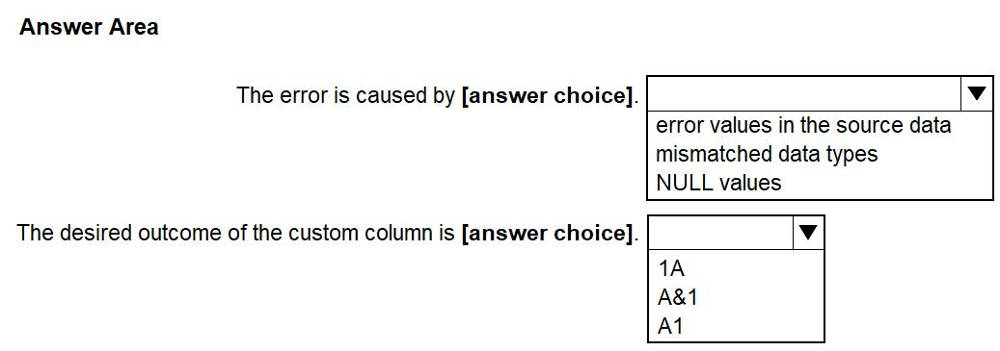 Answer Area
The error is caused by [answer choice].
error values in the source data
mismatched data types
NULL values
The desired outcome of the custom column is [answer choice].
1A
A&1
A1